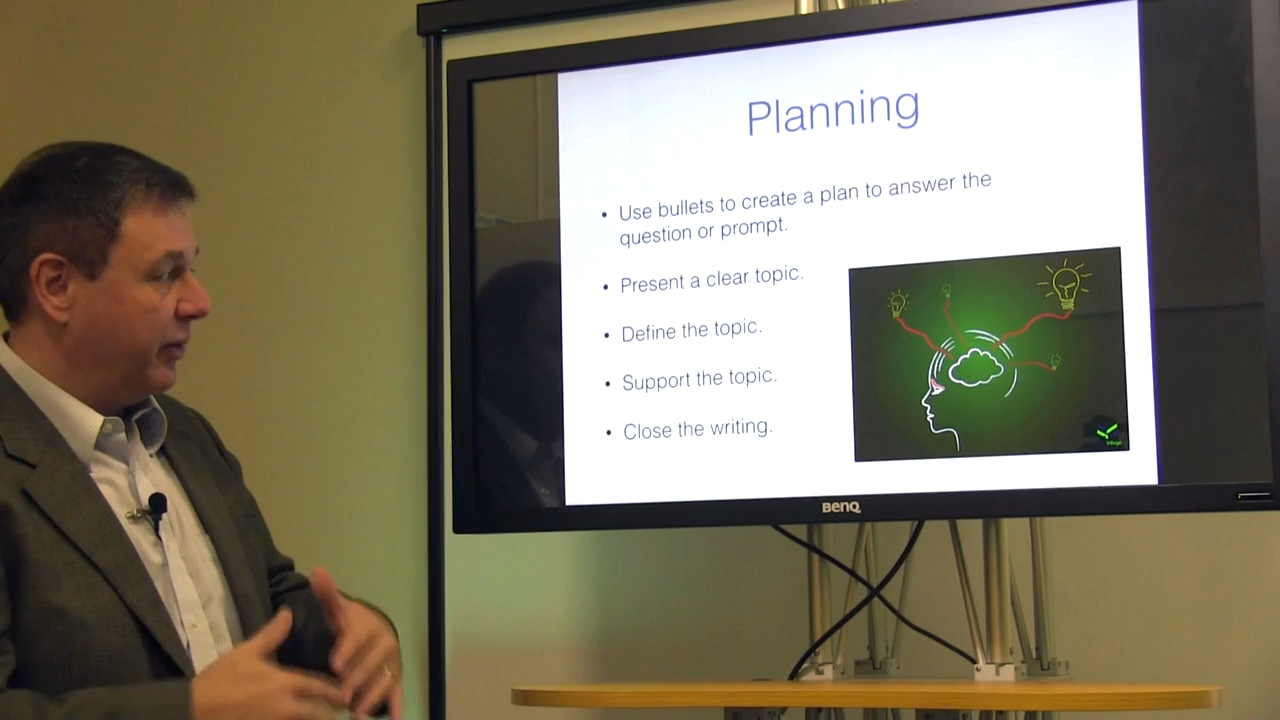 Planning
• Use bullets to create a plan to answer the
question or prompt.
• Present a clear topic.
• Define the topic.
• Support the topic.
• Close the writing.
BenQ